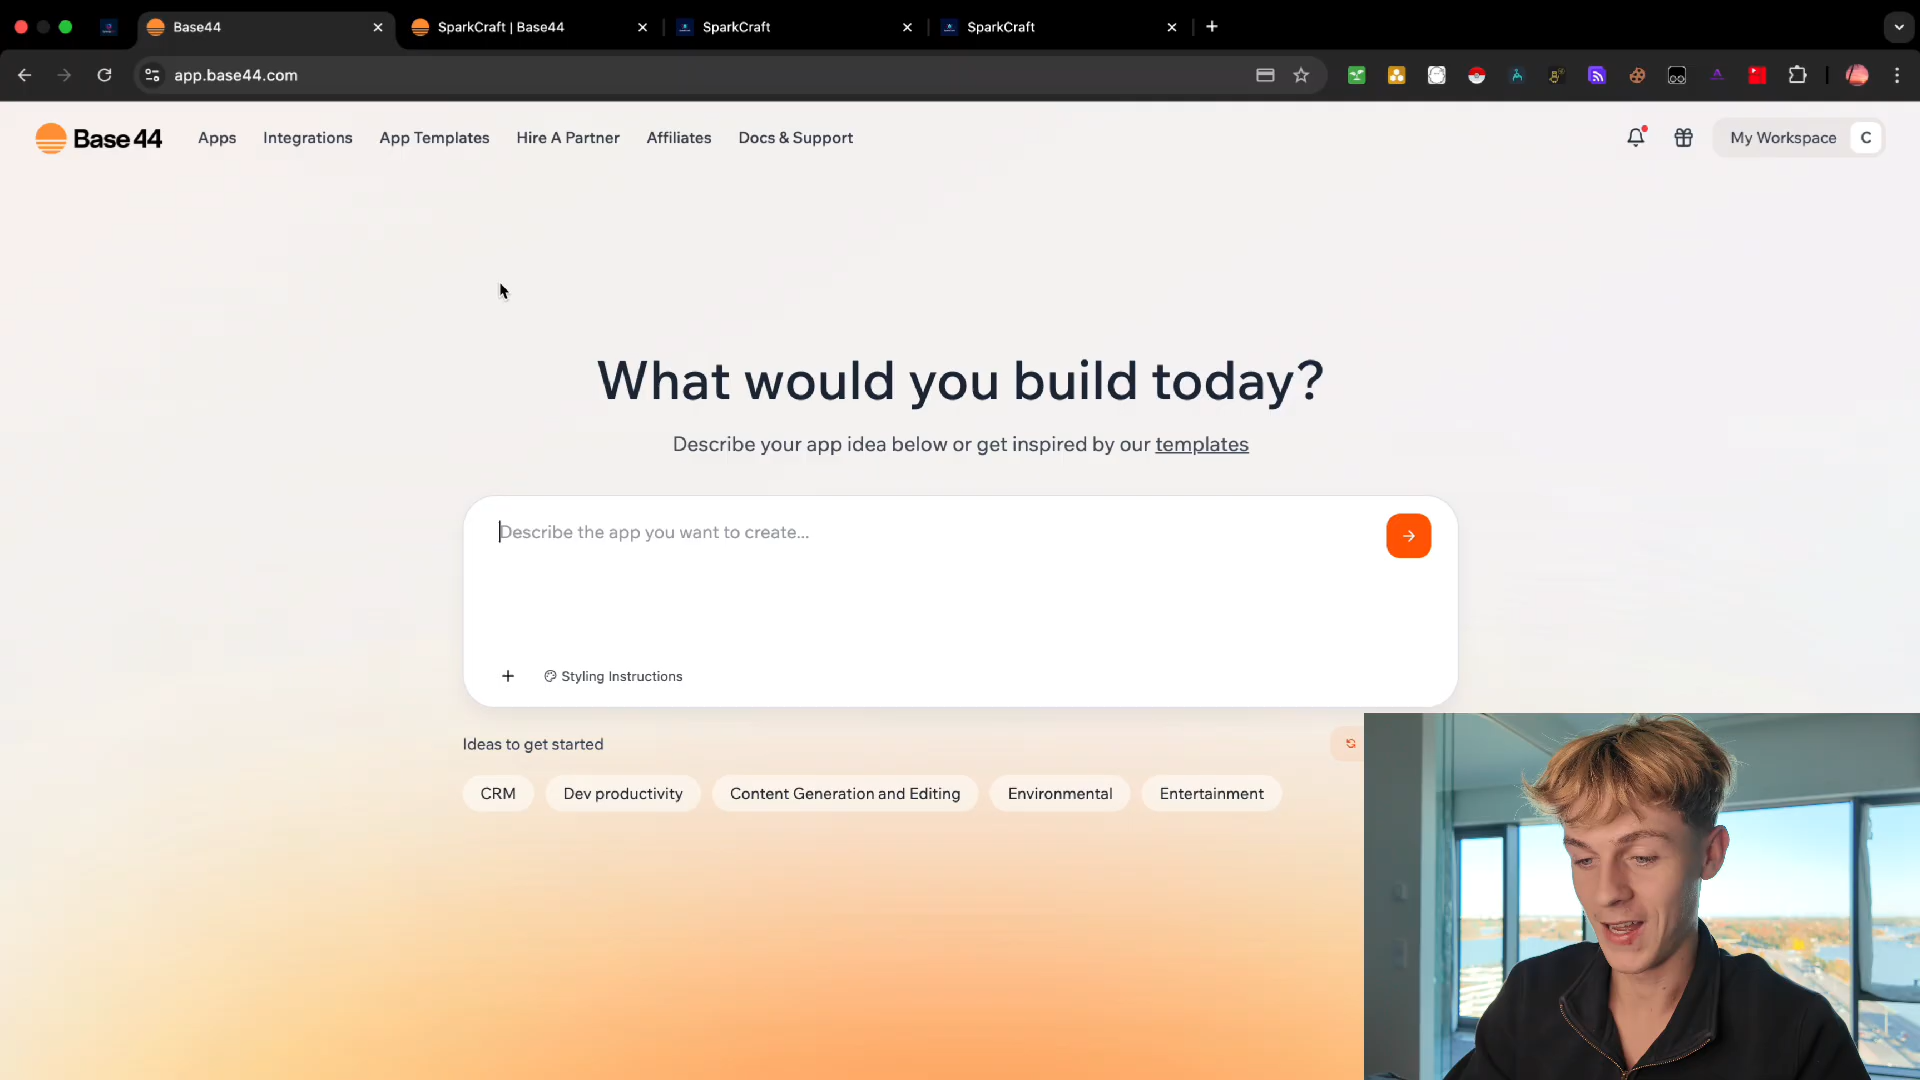 Base44
SparkCraft | Base44
SparkCraft
SparkCraft
app.base44.com
Base 44
Apps
Integrations
App Templates
Hire A Partner
Affiliates
Docs & Support
My Workspace
C
What would you build today?
Describe your app idea below or get inspired by our templates
Describe the app you want to create...
Styling Instructions
Ideas to get started
CRM
Dev productivity
Content Generation and Editing
Environmental
Entertainment